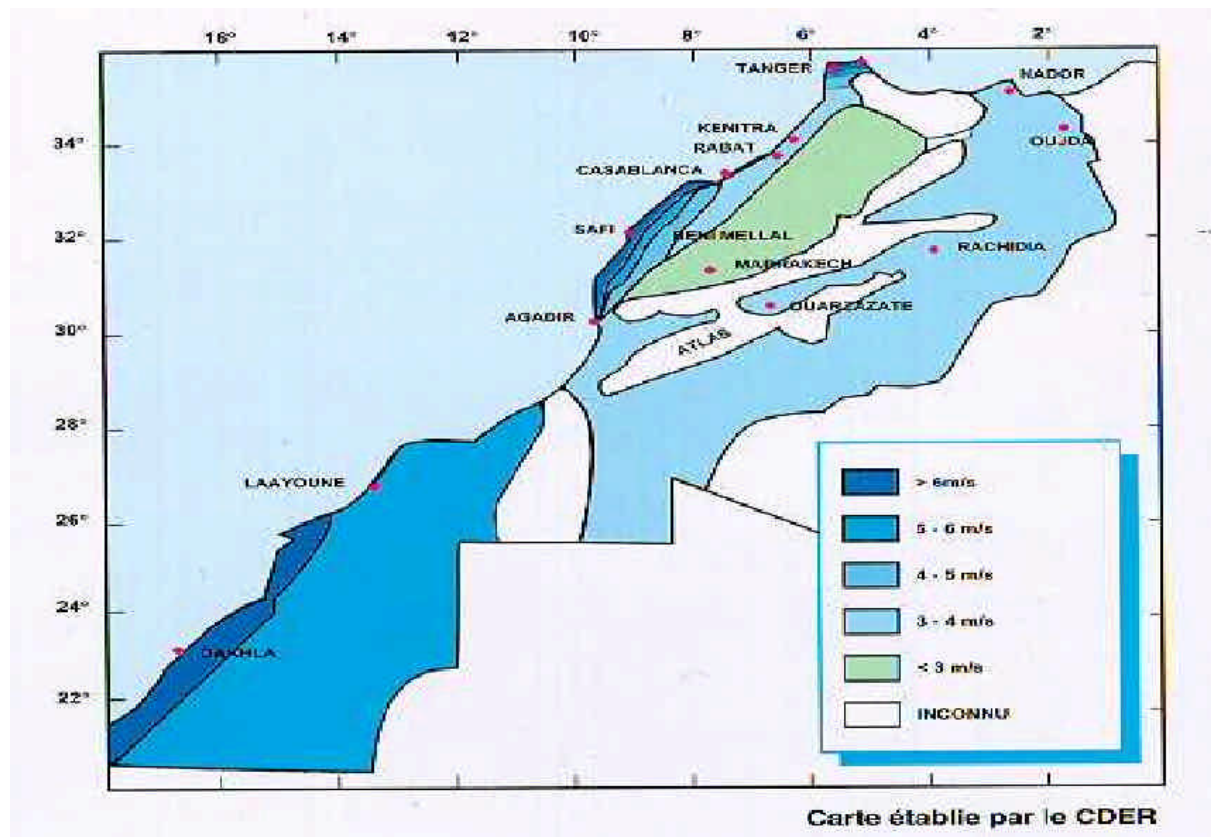 16° 14° 12° 10° 8° 6° 4° 2°
TANGER
NADOR
34°
KENITRA
OUJDA
RABAT
CASABLANCA
32°
SAFI
BENI MELLAL
RACHIDIA
MARRAKECH
OUARZAZATE
AGADIR
30°
ATLAS
28°
LAAYOUNE
> 6m/s
26°
5 - 6 m/s
4 - 5 m/s
24°
3 - 4 m/s
DAKHLA
< 3 m/s
22°
INCONNU
Carte établie par le CDER